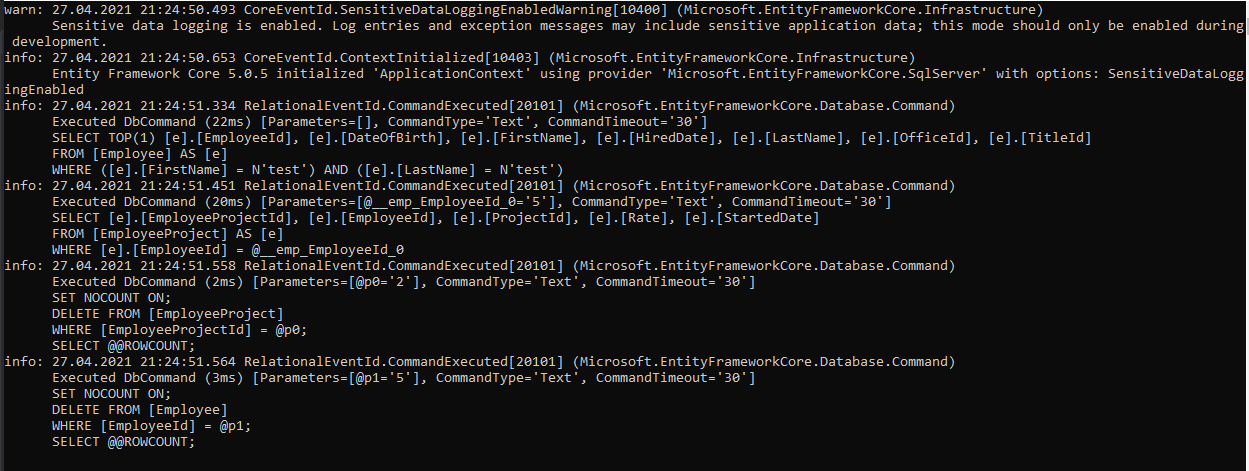 warn: 27.04.2021 21:24:50.493 CoreEventId.SensitiveDataLoggingEnabledWarning[10400] (Microsoft.EntityFrameworkCore.Infrastructure)
      Sensitive data logging is enabled. Log entries and exception messages may include sensitive application data; this mode should only be enabled during
 development.
info: 27.04.2021 21:24:50.653 CoreEventId.ContextInitialized[10403] (Microsoft.EntityFrameworkCore.Infrastructure)
      Entity Framework Core 5.0.5 initialized 'ApplicationContext' using provider 'Microsoft.EntityFrameworkCore.SqlServer' with options: SensitiveDataLogg
ingEnabled
info: 27.04.2021 21:24:51.334 RelationalEventId.CommandExecuted[20101] (Microsoft.EntityFrameworkCore.Database.Command)
      Executed DbCommand (22ms) [Parameters=[], CommandType='Text', CommandTimeout='30']
      SELECT TOP(1) [e].[EmployeeId], [e].[DateOfBirth], [e].[FirstName], [e].[HiredDate], [e].[LastName], [e].[OfficeId], [e].[TitleId]
      FROM [Employee] AS [e]
      WHERE ([e].[FirstName] = N'test') AND ([e].[LastName] = N'test')
info: 27.04.2021 21:24:51.451 RelationalEventId.CommandExecuted[20101] (Microsoft.EntityFrameworkCore.Database.Command)
      Executed DbCommand (20ms) [Parameters=[@__emp_EmployeeId_0='5'], CommandType='Text', CommandTimeout='30']
      SELECT [e].[EmployeeProjectId], [e].[EmployeeId], [e].[ProjectId], [e].[Rate], [e].[StartedDate]
      FROM [EmployeeProject] AS [e]
      WHERE [e].[EmployeeId] = @__emp_EmployeeId_0
info: 27.04.2021 21:24:51.558 RelationalEventId.CommandExecuted[20101] (Microsoft.EntityFrameworkCore.Database.Command)
      Executed DbCommand (2ms) [Parameters=[@p0='2'], CommandType='Text', CommandTimeout='30']
      SET NOCOUNT ON;
      DELETE FROM [EmployeeProject]
      WHERE [EmployeeProjectId] = @p0;
      SELECT @@ROWCOUNT;
info: 27.04.2021 21:24:51.564 RelationalEventId.CommandExecuted[20101] (Microsoft.EntityFrameworkCore.Database.Command)
      Executed DbCommand (3ms) [Parameters=[@p1='5'], CommandType='Text', CommandTimeout='30']
      SET NOCOUNT ON;
      DELETE FROM [Employee]
      WHERE [EmployeeId] = @p1;
      SELECT @@ROWCOUNT;